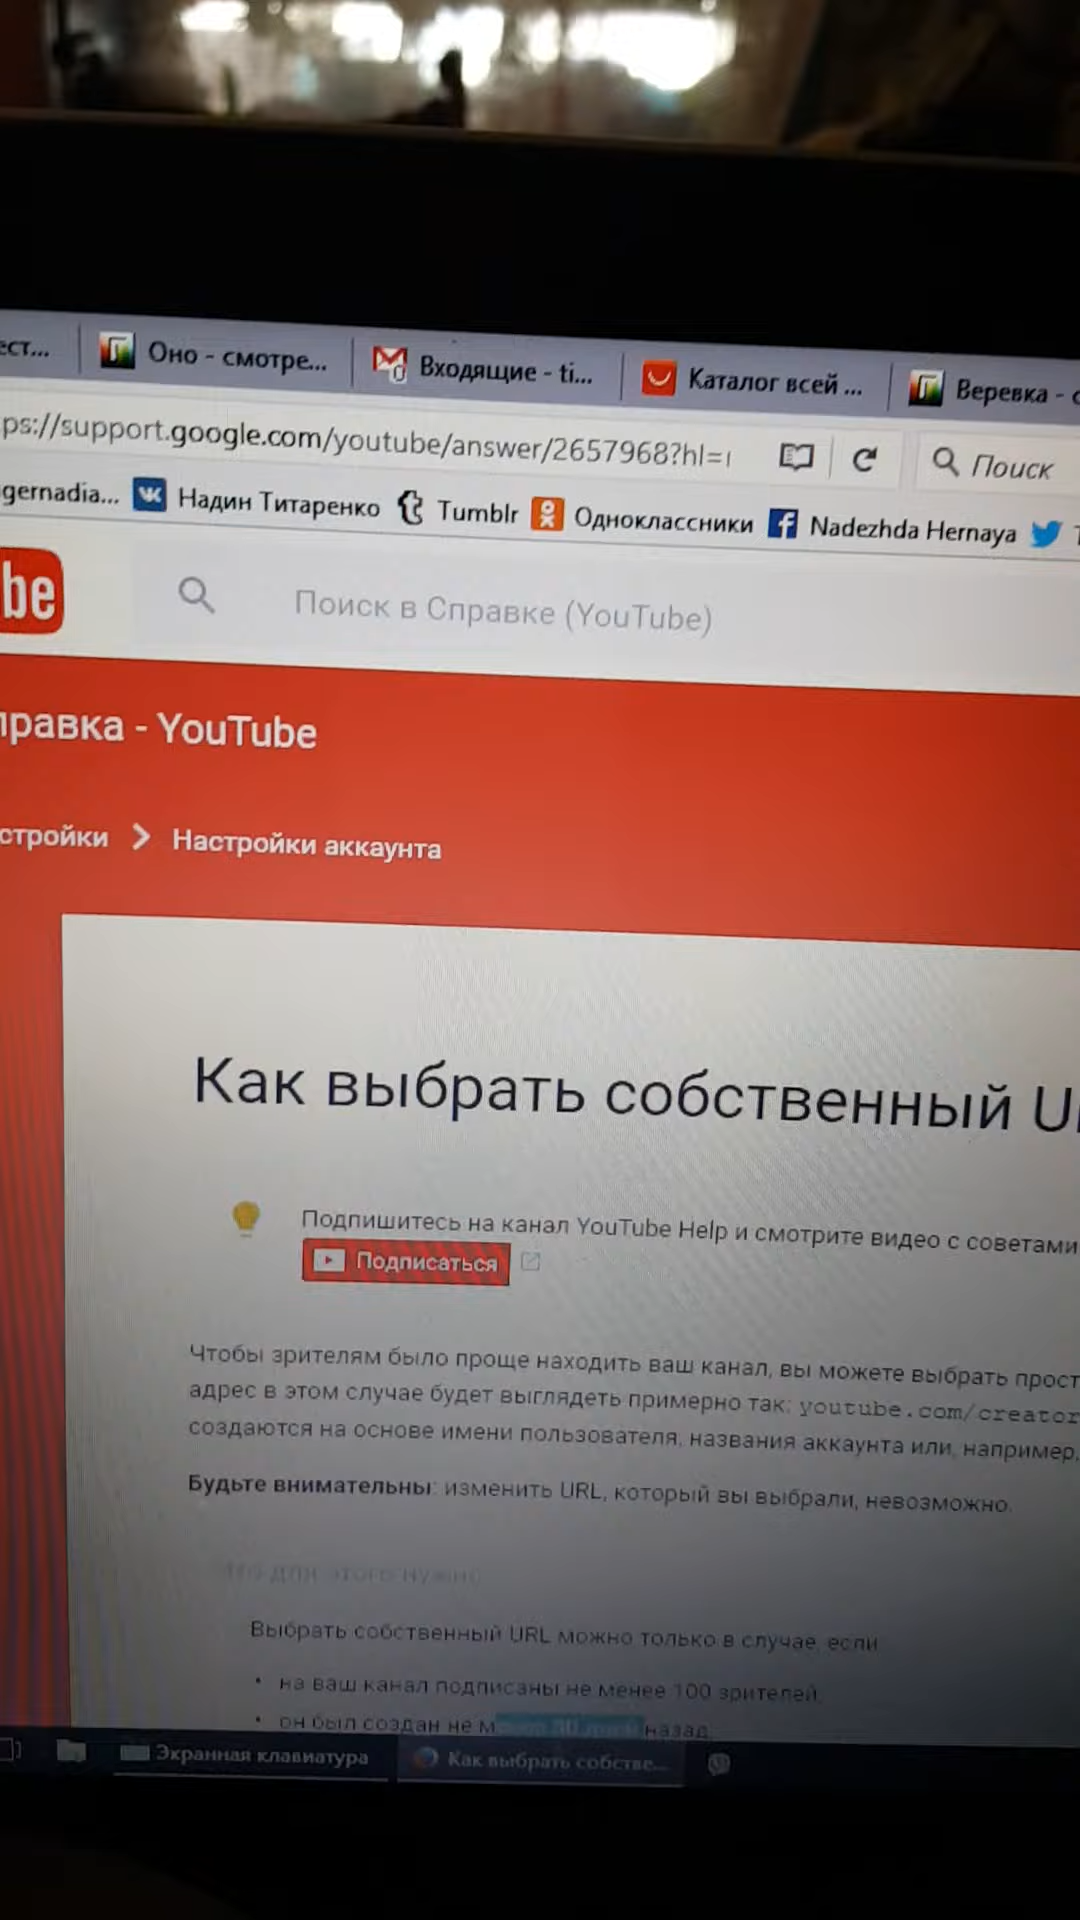 ест...
Оно - смотре...
Входящие - ti...
Каталог всей ...
Веревка - с
ps://support.google.com/youtube/answer/2657968?hl=r
Поиск
gernadia...
Надин Титаренко
Tumblr
Одноклассники
Nadezhda Hernaya
be
Поиск в Справке (YouTube)
правка - YouTube
стройки > Настройки аккаунта
Как выбрать собственный U
Подпишитесь на канал YouTube Help и смотрите видео с советами
Подписаться
Чтобы зрителям было проще находить ваш канал, вы можете выбрать прост
адрес в этом случае будет выглядеть примерно так: youtube.com/creator
создаются на основе имени пользователя, названия аккаунта или, например,
Будьте внимательны: изменить URL, который вы выбрали, невозможно.
Что для этого нужно
Выбрать собственный URL можно только в случае, если
• на ваш канал подписаны не менее 100 зрителей;
• он был создан не назад
Экранная клавиатура
Как выбрать собстве...